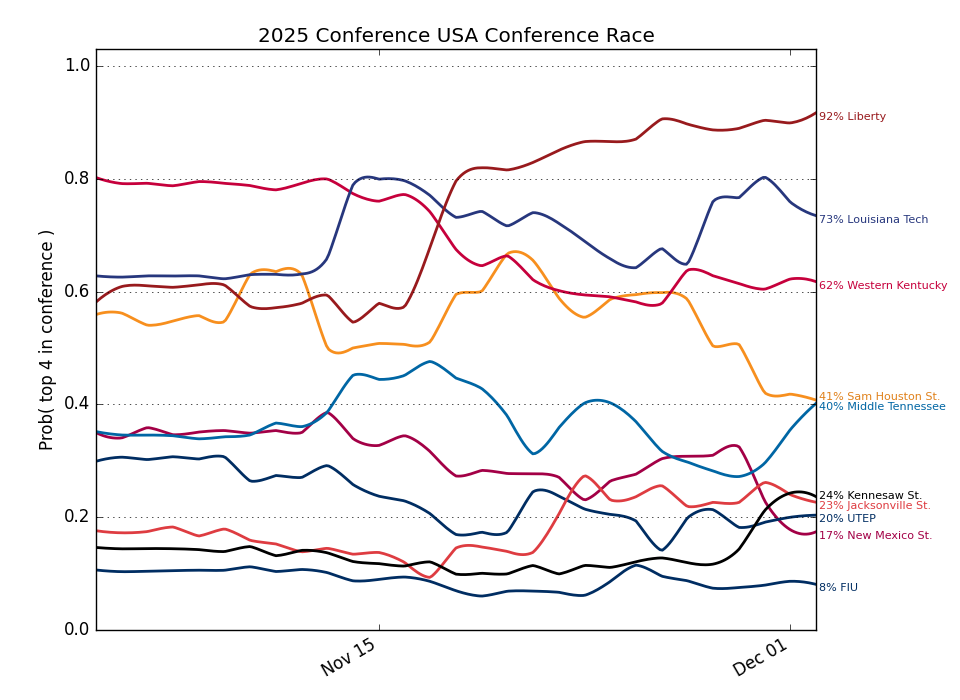 2025 Conference USA Conference Race
Prob( top 4 in conference )
1.0
0.8
0.6
0.4
0.2
0.0
Nov 15
Dec 01
92% Liberty
73% Louisiana Tech
62% Western Kentucky
41% Sam Houston St.
40% Middle Tennessee
24% Kennesaw St.
23% Jacksonville St.
20% UTEP
17% New Mexico St.
8% FIU